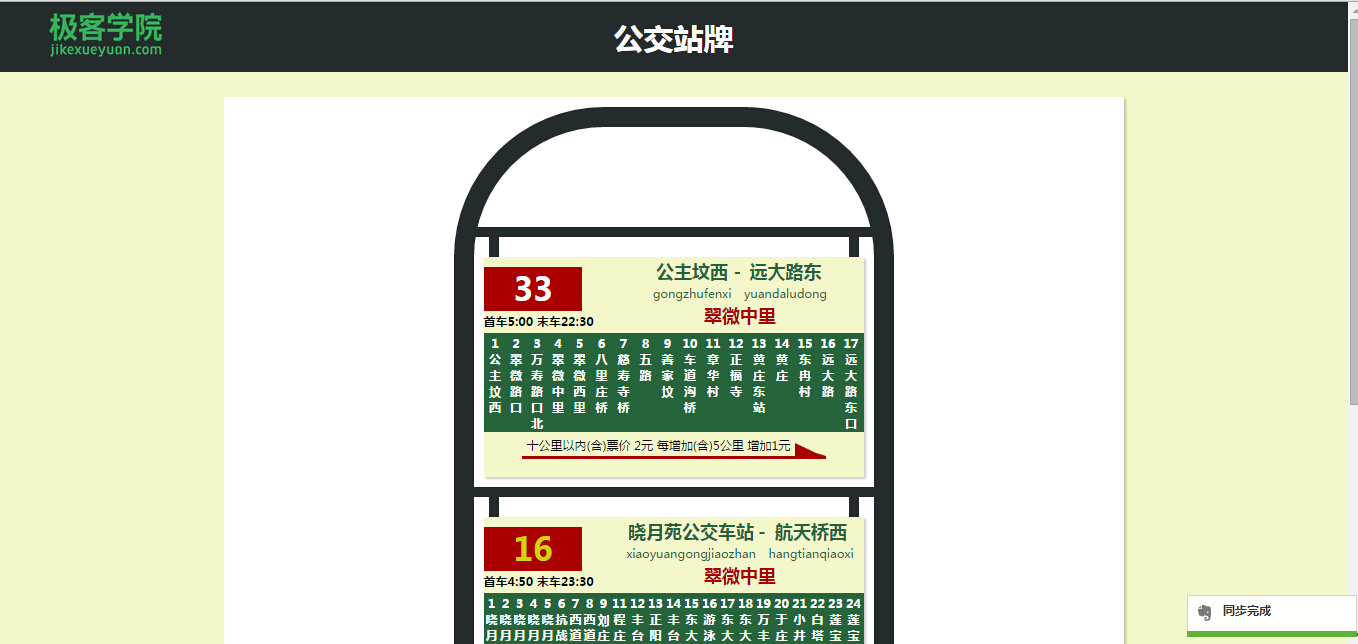 极客学院
jikexueyuan.com
公交站牌
33
首车5:00 末车22:30
公主坟西 - 远大路东
gongzhufenxi yuandaludong
翠微中里
1 公主坟西
2 翠微路口
3 万寿路口北
4 翠微中里
5 翠微西里
6 八里庄桥
7 慈寿寺桥
8 五路
9 善家坟
10 车道沟桥
11 章华村
12 正福寺
13 黄庄东站
14 黄庄
15 东冉村
16 远大路
17 远大路东口
十公里以内(含)票价 2元 每增加(含)5公里 增加1元
16
首车4:50 末车23:30
晓月苑公交车站 - 航天桥西
xiaoyuangongjiaozhan hangtianqiaoxi
翠微中里
1 晓月
2 晓月
3 晓月
4 晓月
5 晓月
6 抗战
7 西道
8 西道
9 刘庄
11 程庄
12 丰台
13 正阳
14 丰台
15 东大
16 游泳
17 东大
18 东大
19 万丰
20 于庄
21 小井
22 白塔
23 莲宝
24 莲宝
同步完成